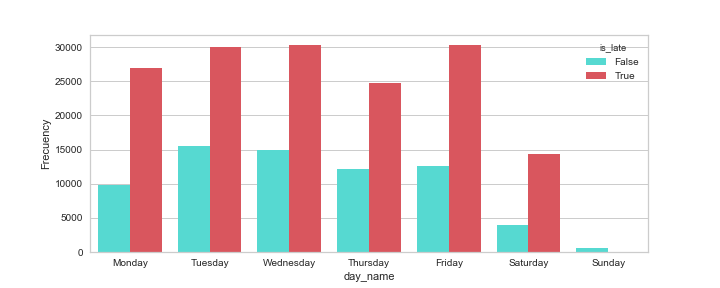 30000
25000
20000
15000
10000
5000
0
Frecuency
is_late
False
True
Monday Tuesday Wednesday Thursday Friday Saturday Sunday
day_name